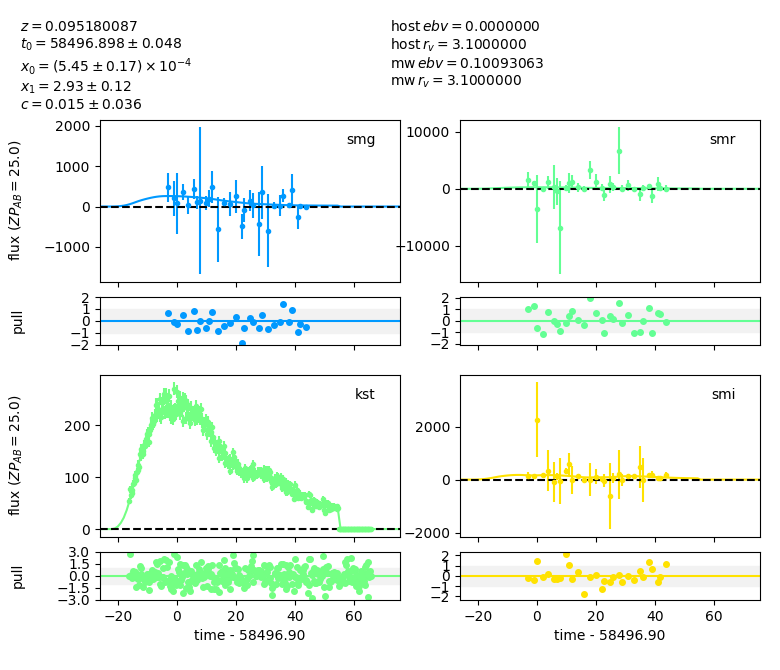 z = 0.095180087
t₀ = 58496.898 ± 0.048
x₀ = (5.45 ± 0.17) × 10⁻⁴
x₁ = 2.93 ± 0.12
c = 0.015 ± 0.036
host ebv = 0.0000000
host r_v = 3.1000000
mw ebv = 0.10093063
mw r_v = 3.1000000
flux (ZP_AB = 25.0)
2000
1000
0
−1000
smg
10000
0
−10000
smr
pull
2
1
0
−1
−2
2
1
0
−1
−2
flux (ZP_AB = 25.0)
200
100
0
kst
2000
0
−2000
smi
pull
3.0
1.5
0.0
−1.5
−3.0
2
1
0
−1
−2
−20 0 20 40 60
time - 58496.90
−20 0 20 40 60
time - 58496.90